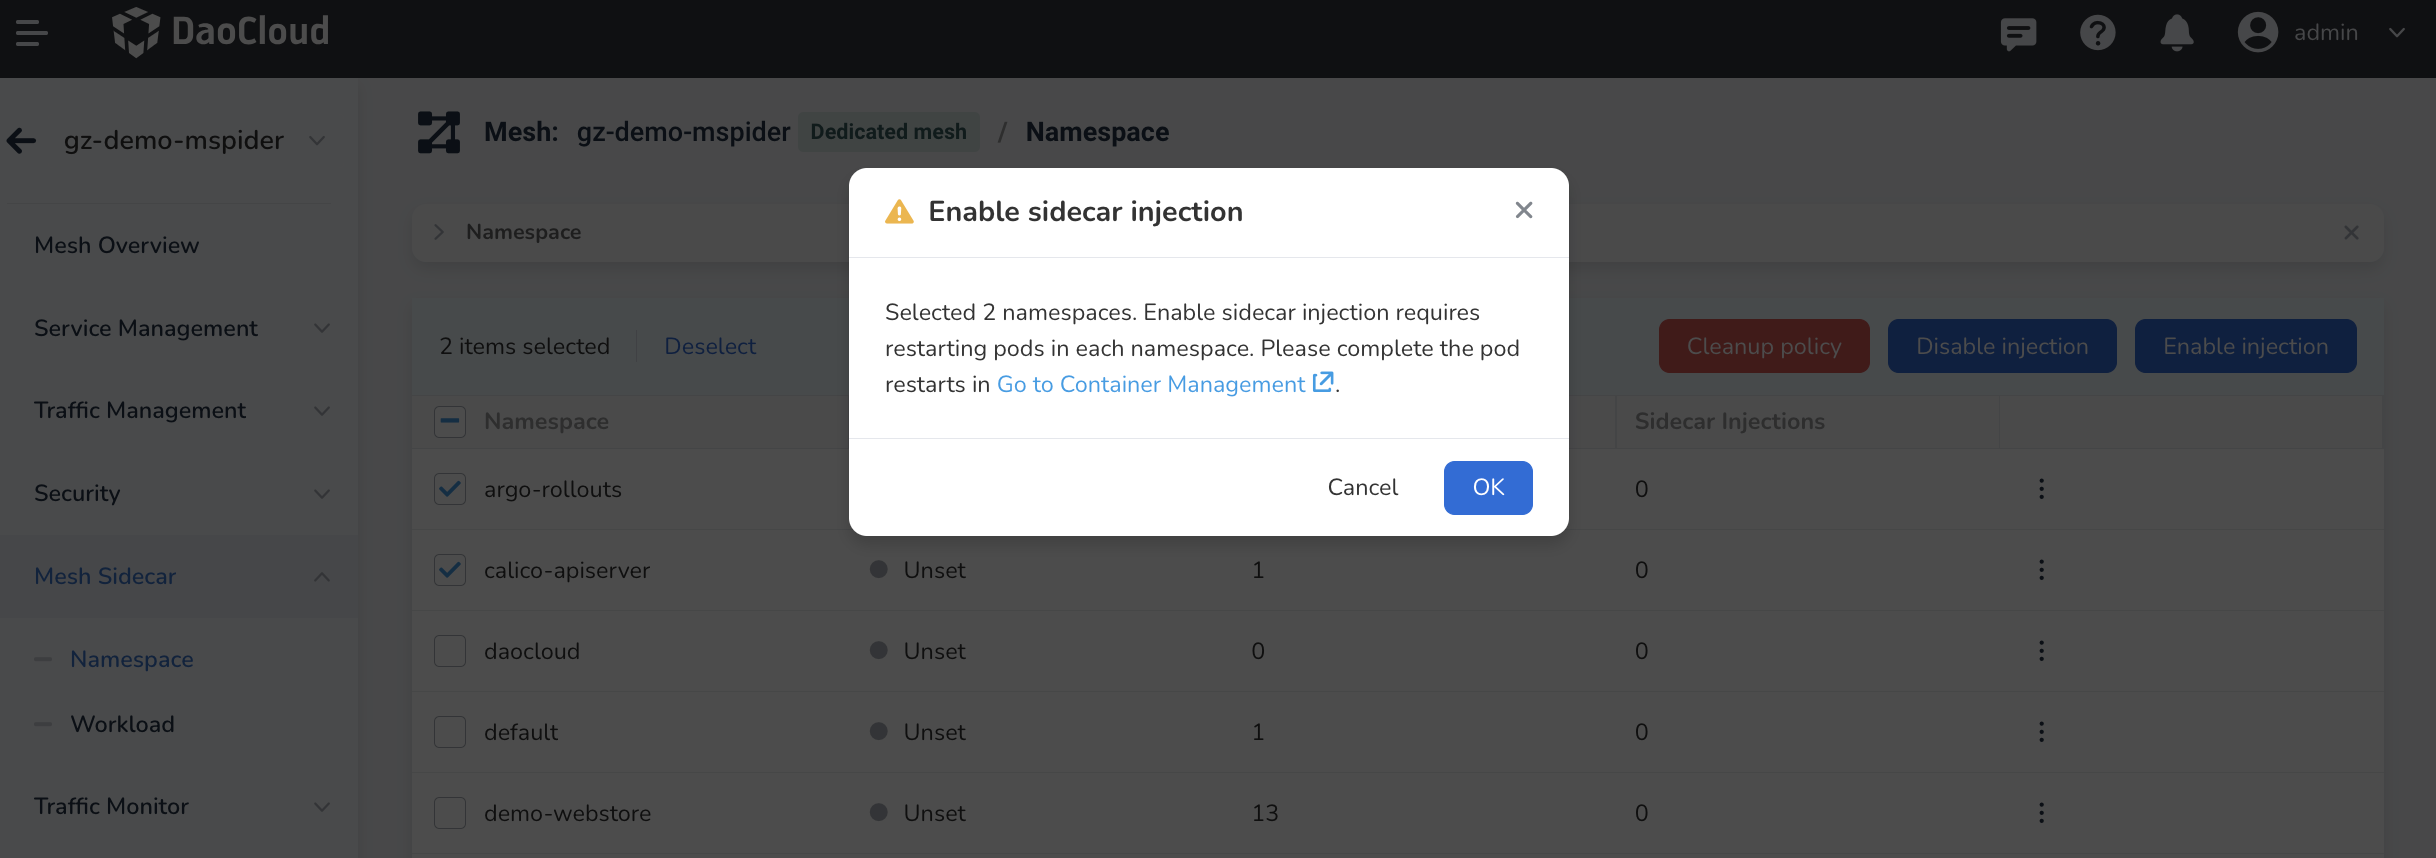 DaoCloud
admin
gz-demo-mspider
Mesh: gz-demo-mspider Dedicated mesh / Namespace
Mesh Overview
Service Management
Traffic Management
Security
Mesh Sidecar
Namespace
Workload
Traffic Monitor
Namespace
2 items selected Deselect
Cleanup policy Disable injection Enable injection
Namespace Sidecar Injections
argo-rollouts 0
calico-apiserver Unset 1 0
daocloud Unset 0 0
default Unset 1 0
demo-webstore Unset 13 0
Enable sidecar injection
Selected 2 namespaces. Enable sidecar injection requires
restarting pods in each namespace. Please complete the pod
restarts in Go to Container Management.
Cancel OK